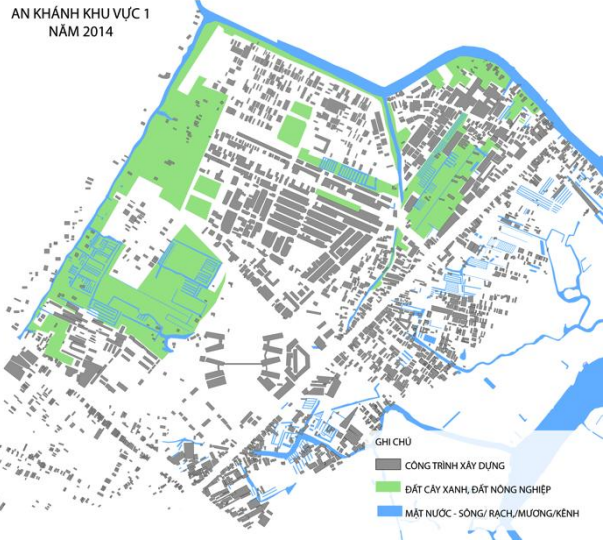 AN KHÁNH KHU VỰC 1
NĂM 2014
GHI CHÚ
CÔNG TRÌNH XÂY DỰNG
ĐẤT CÂY XANH, ĐẤT NÔNG NGHIỆP
MẶT NƯỚC - SÔNG/ RẠCH,/MƯƠNG/KÊNH